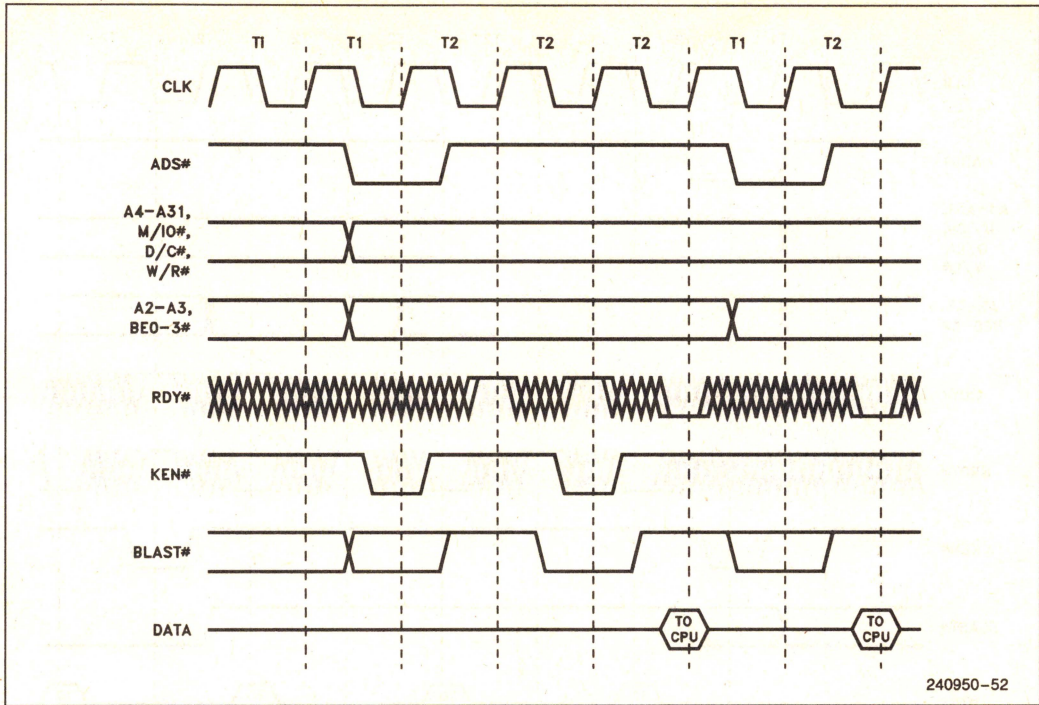 TI T1 T2 T2 T2 T1 T2
CLK
ADS#
A4-A31,
M/IO#,
D/C#,
W/R#
A2-A3,
BE0-3#
RDY#
KEN#
BLAST#
DATA
TO
CPU
TO
CPU
240950-52